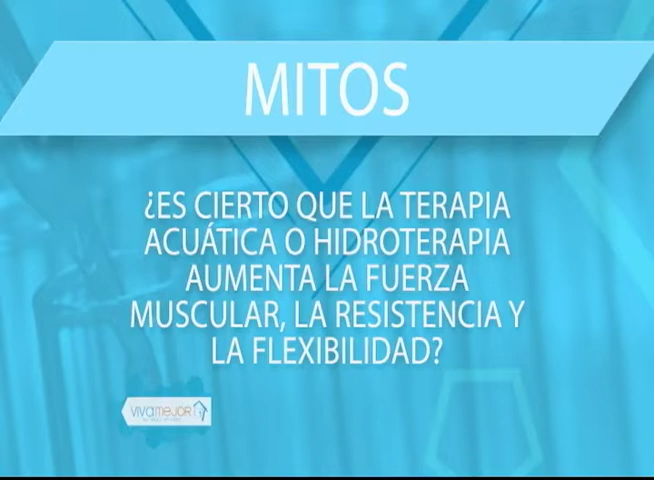 MITOS
¿ES CIERTO QUE LA TERAPIA
ACUÁTICA O HIDROTERAPIA
AUMENTA LA FUERZA
MUSCULAR, LA RESISTENCIA Y
LA FLEXIBILIDAD?
VIVAMEJOR